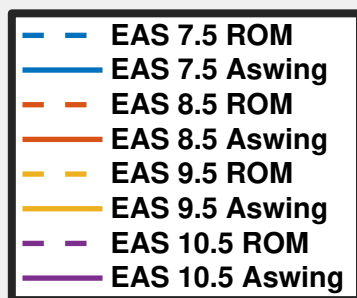 EAS 7.5 ROM
EAS 7.5 Aswing
EAS 8.5 ROM
EAS 8.5 Aswing
EAS 9.5 ROM
EAS 9.5 Aswing
EAS 10.5 ROM
EAS 10.5 Aswing